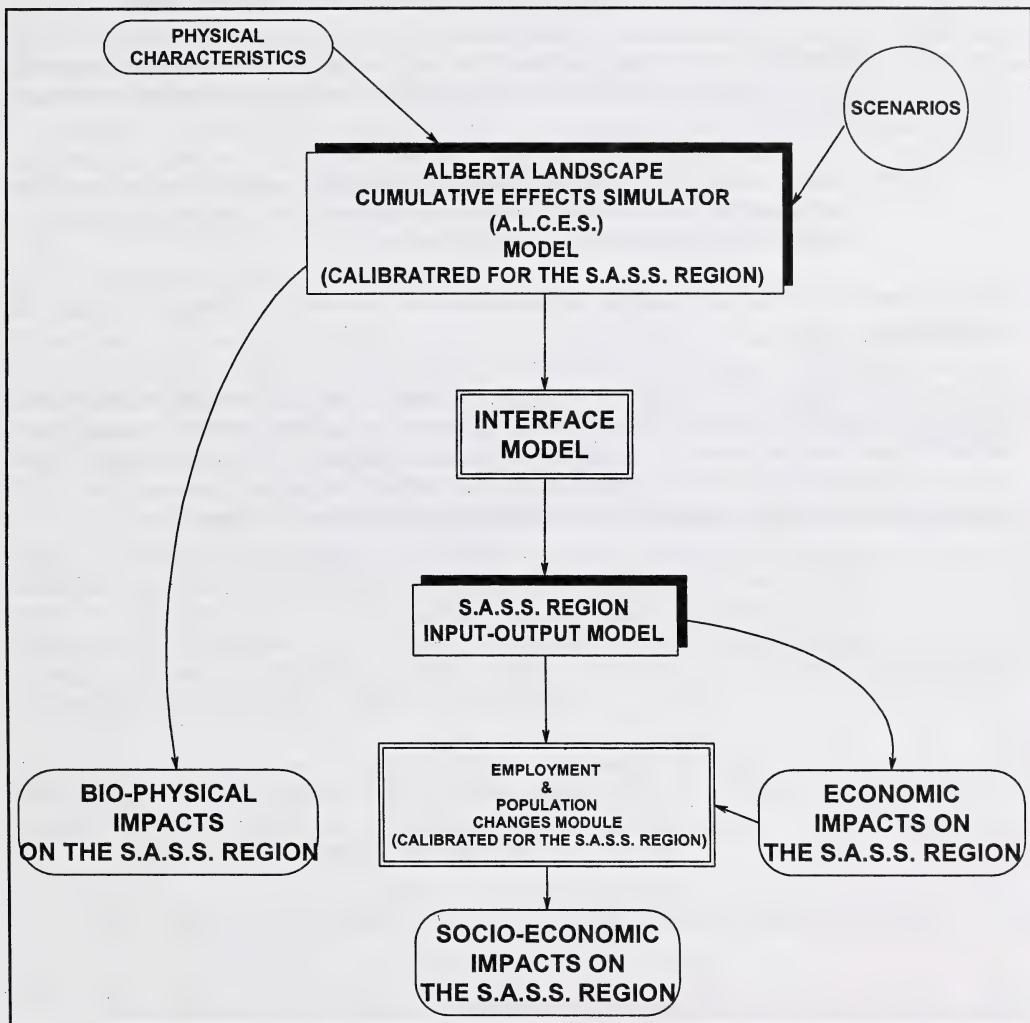 PHYSICAL
CHARACTERISTICS
SCENARIOS
ALBERTA LANDSCAPE
CUMULATIVE EFFECTS SIMULATOR
(A.L.C.E.S.)
MODEL
(CALIBRATRED FOR THE S.A.S.S. REGION)
INTERFACE
MODEL
S.A.S.S. REGION
INPUT-OUTPUT MODEL
BIO-PHYSICAL
IMPACTS
ON THE S.A.S.S. REGION
EMPLOYMENT
&
POPULATION
CHANGES MODULE
(CALIBRATED FOR THE S.A.S.S. REGION)
ECONOMIC
IMPACTS ON
THE S.A.S.S. REGION
SOCIO-ECONOMIC
IMPACTS ON
THE S.A.S.S. REGION